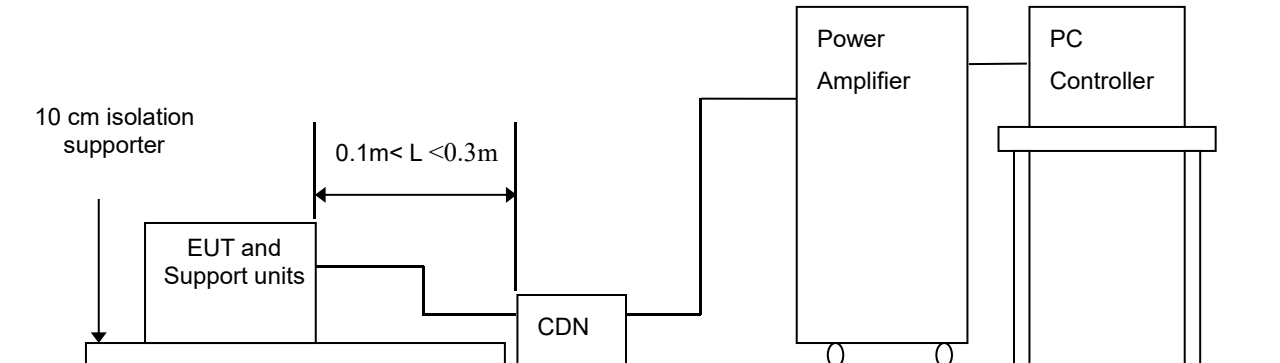 Power
Amplifier
PC
Controller
10 cm isolation
supporter
0.1m< L <0.3m
EUT and
Support units
CDN